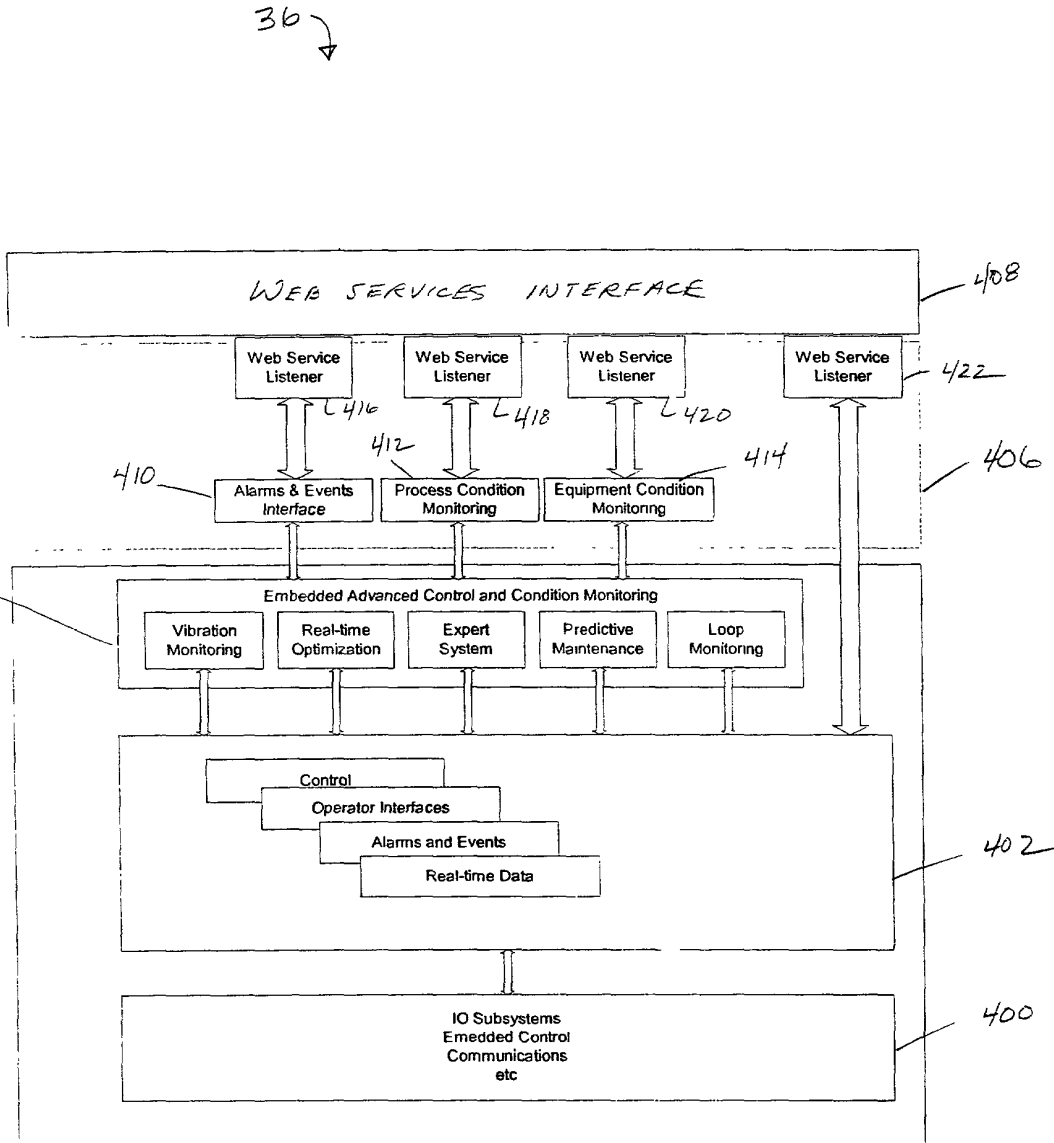 36
WEB SERVICES INTERFACE
408
Web Service
Listener
Web Service
Listener
Web Service
Listener
Web Service
Listener
422
416
418
420
412
414
406
410
Alarms & Events
Interface
Process Condition
Monitoring
Equipment Condition
Monitoring
Embedded Advanced Control and Condition Monitoring
Vibration
Monitoring
Real-time
Optimization
Expert
System
Predictive
Maintenance
Loop
Monitoring
Control
Operator Interfaces
Alarms and Events
Real-time Data
402
IO Subsystems
Emedded Control
Communications
etc
400